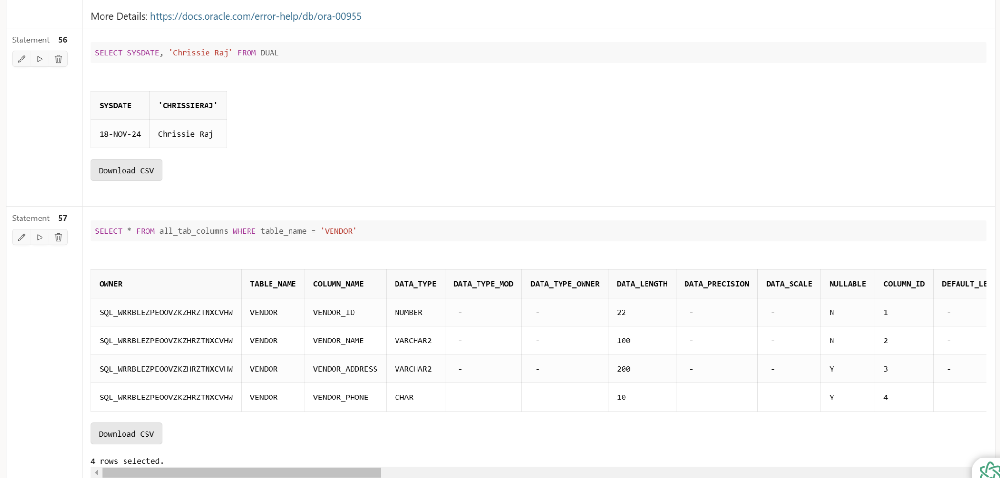 More Details: https://docs.oracle.com/error-help/db/ora-00955
Statement 56
SELECT SYSDATE, 'Chrissie Raj' FROM DUAL
SYSDATE 'CHRISSIERAJ'
18-NOV-24 Chrissie Raj
Download CSV
Statement 57
SELECT * FROM all_tab_columns WHERE table_name = 'VENDOR'
OWNER TABLE_NAME COLUMN_NAME DATA_TYPE DATA_TYPE_MOD DATA_TYPE_OWNER DATA_LENGTH DATA_PRECISION DATA_SCALE NULLABLE COLUMN_ID DEFAULT_LE
SQL_WRRBLEZPEOOVZKZHRZTNXCVHW VENDOR VENDOR_ID NUMBER - - 22 - - N 1 -
SQL_WRRBLEZPEOOVZKZHRZTNXCVHW VENDOR VENDOR_NAME VARCHAR2 - - 100 - - N 2 -
SQL_WRRBLEZPEOOVZKZHRZTNXCVHW VENDOR VENDOR_ADDRESS VARCHAR2 - - 200 - - Y 3 -
SQL_WRRBLEZPEOOVZKZHRZTNXCVHW VENDOR VENDOR_PHONE CHAR - - 10 - - Y 4 -
Download CSV
4 rows selected.